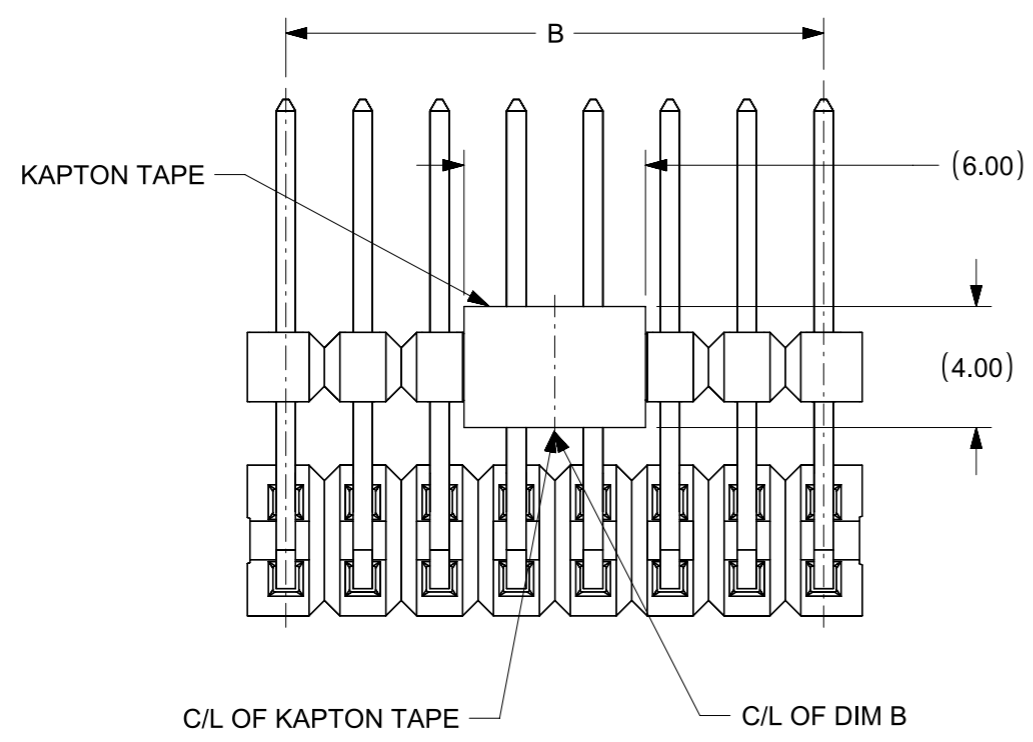 B
KAPTON TAPE
(6.00)
(4.00)
C/L OF KAPTON TAPE
C/L OF DIM B